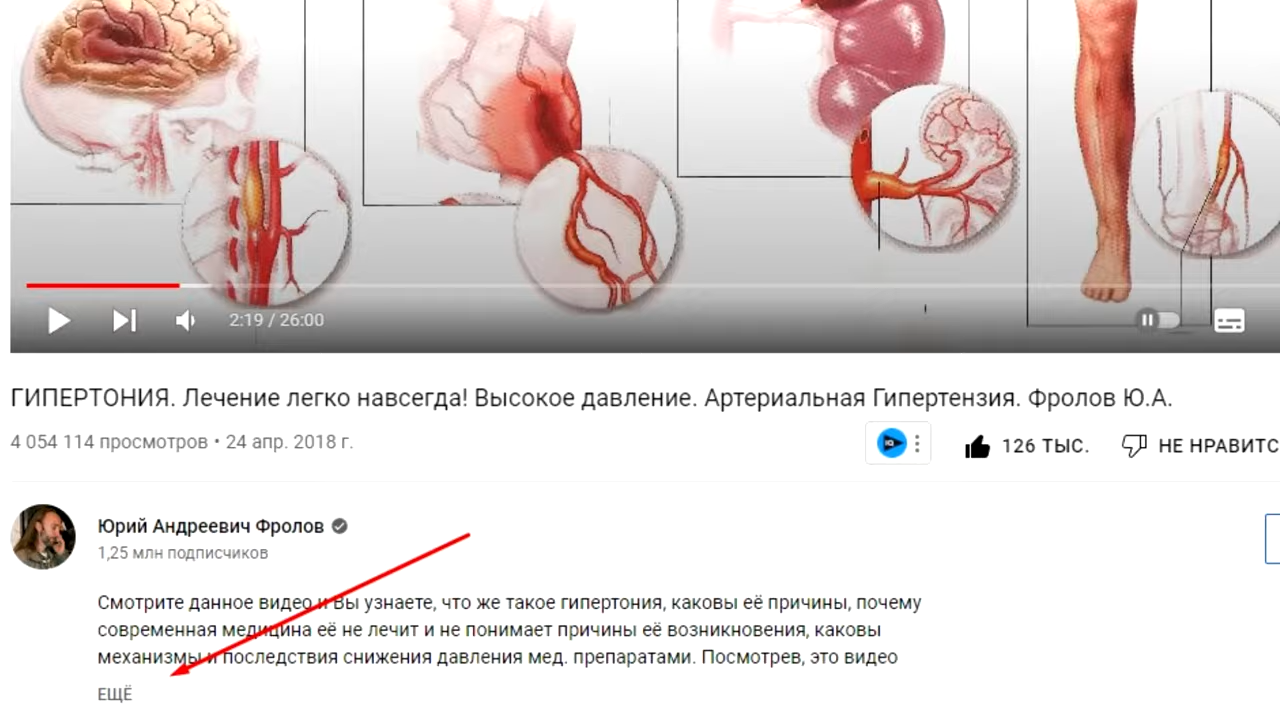 2:19 / 26:00
ГИПЕРТОНИЯ. Лечение легко навсегда! Высокое давление. Артериальная Гипертензия. Фролов Ю.А.
4 054 114 просмотров • 24 апр. 2018 г.
126 ТЫС.
НЕ НРАВИТС
Юрий Андреевич Фролов
1,25 млн подписчиков
Смотрите данное видео и Вы узнаете, что же такое гипертония, каковы её причины, почему
современная медицина её не лечит и не понимает причины её возникновения, каковы
механизмы и последствия снижения давления мед. препаратами. Посмотрев, это видео
ЕЩЁ